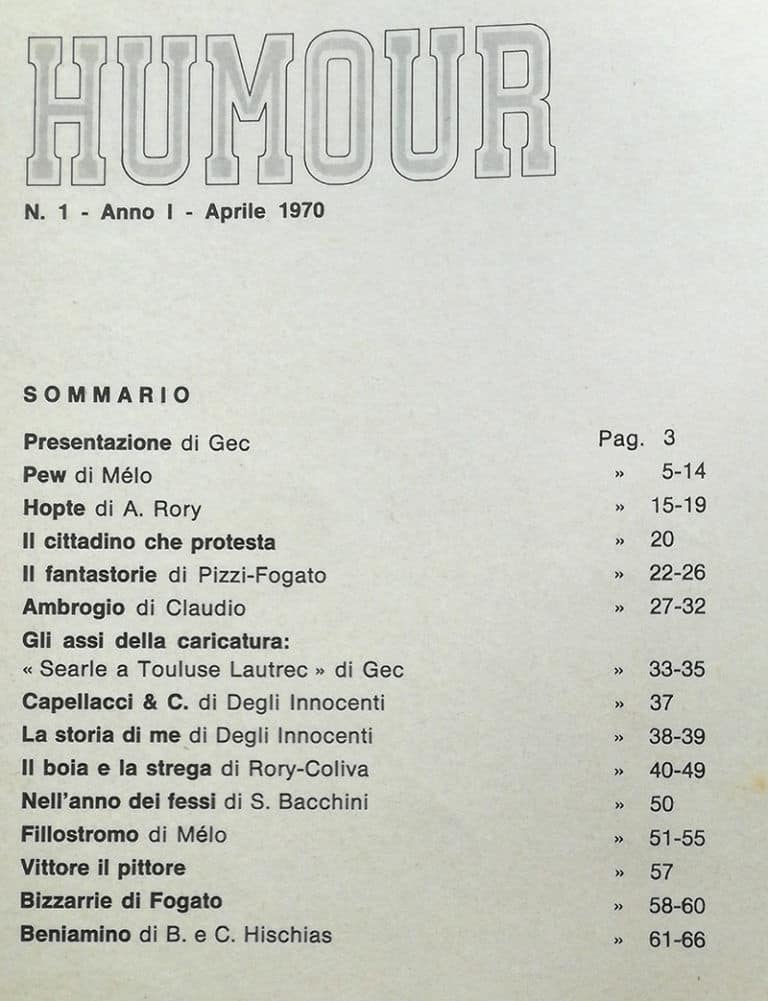 HUMOUR
N. 1 - Anno I - Aprile 1970
SOMMARIO
Presentazione di Gec Pag. 3
Pew di Mélo » 5-14
Hopte di A. Rory » 15-19
Il cittadino che protesta » 20
Il fantastorie di Pizzi-Fogato » 22-26
Ambrogio di Claudio » 27-32
Gli assi della caricatura:
« Searle a Touluse Lautrec » di Gec » 33-35
Capellacci & C. di Degli Innocenti » 37
La storia di me di Degli Innocenti » 38-39
Il boia e la strega di Rory-Coliva » 40-49
Nell'anno dei fessi di S. Bacchini » 50
Fillostromo di Mélo » 51-55
Vittore il pittore » 57
Bizzarrie di Fogato » 58-60
Beniamino di B. e C. Hischias » 61-66